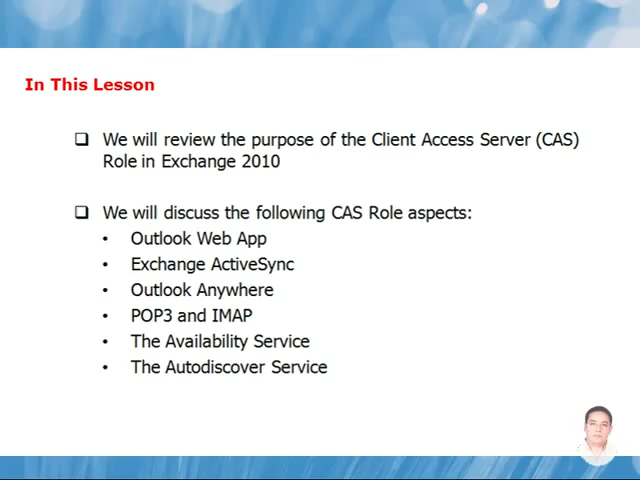 In This Lesson
We will review the purpose of the Client Access Server (CAS)
Role in Exchange 2010
We will discuss the following CAS Role aspects:
• Outlook Web App
• Exchange ActiveSync
• Outlook Anywhere
• POP3 and IMAP
• The Availability Service
• The Autodiscover Service